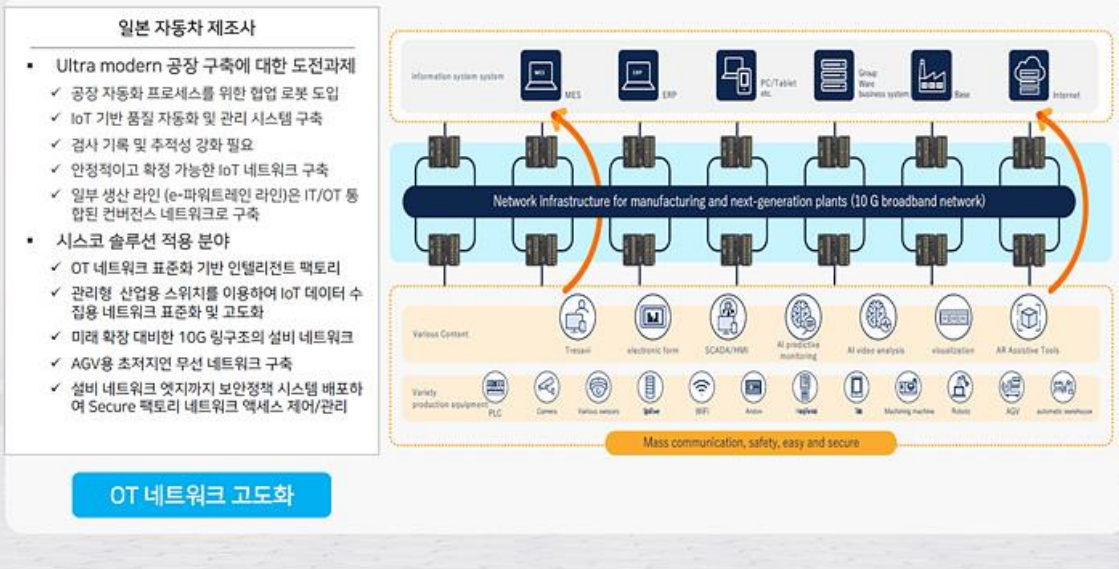 일본 자동차 제조사
▪ Ultra modern 공장 구축에 대한 도전과제
✓ 공장 자동화 프로세스를 위한 협업 로봇 도입
✓ IoT 기반 품질 자동화 및 관리 시스템 구축
✓ 검사 기록 및 추적성 강화 필요
✓ 안정적이고 확정 가능한 IoT 네트워크 구축
✓ 일부 생산 라인 (e-파워트레인 라인)은 IT/OT 통
합된 컨버전스 네트워크로 구축
▪ 시스코 솔루션 적용 분야
✓ OT 네트워크 표준화 기반 인텔리전트 팩토리
✓ 관리형 산업용 스위치를 이용하여 IoT 데이터 수
집용 네트워크 표준화 및 고도화
✓ 미래 확장 대비한 10G 링구조의 설비 네트워크
✓ AGV용 초저지연 무선 네트워크 구축
✓ 설비 네트워크 엣지까지 보안정책 시스템 배포하
여 Secure 팩토리 네트워크 액세스 제어/관리
OT 네트워크 고도화
Information system system
MES
MES
ERP
ERP
PC/Tablet
etc.
Group
Ware
business system
Base
Internet
Network infrastructure for manufacturing and next-generation plants (10 G broadband network)
Various Content
Tresavi
electronic form
SCADA/HMI
AI predictive
monitoring
AI video analysis
visualization
AR Assistive Tools
Variety
production equipment
PLC
Camera
Various sensors
WiFi
Andon
Tab
Machining machine
Robots
AGV
automatic warehouse
Mass communication, safety, easy and secure